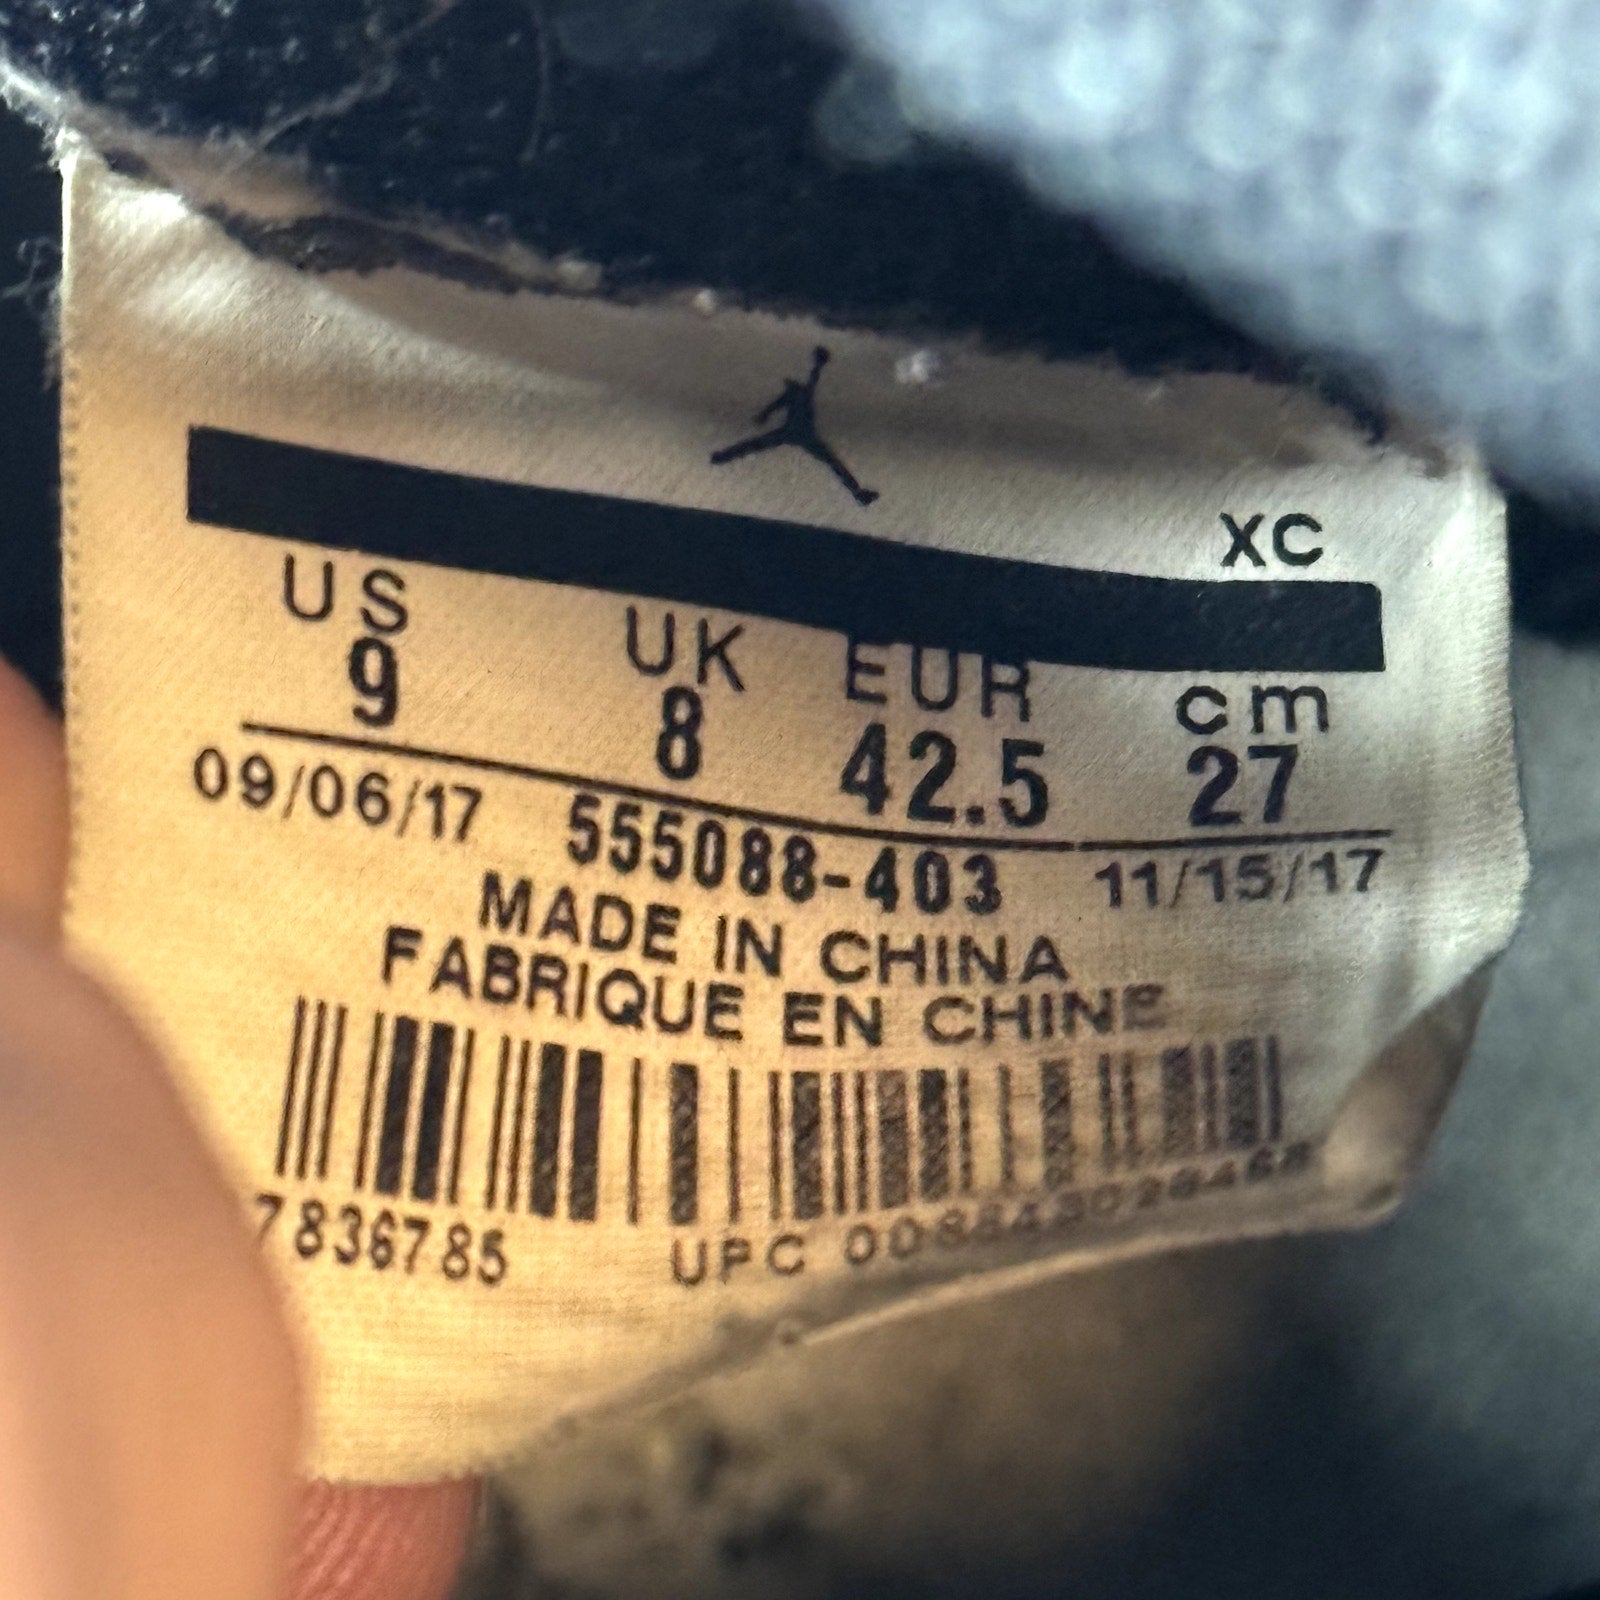 XC
US UK EUR cm
9 8 42.5 27
09/06/17 555088-403 11/15/17
MADE IN CHINA
FABRIQUE EN CHINE
7836785 UPC